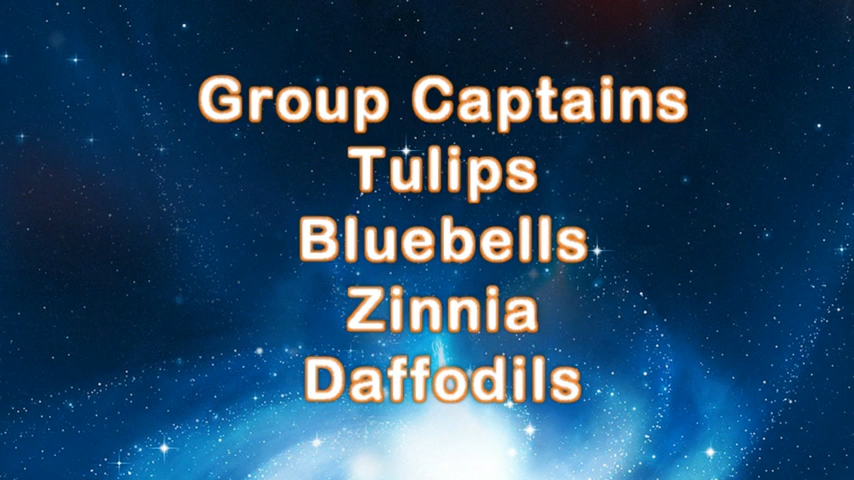 Group Captains
Tulips
Bluebells
Zinnia
Daffodils